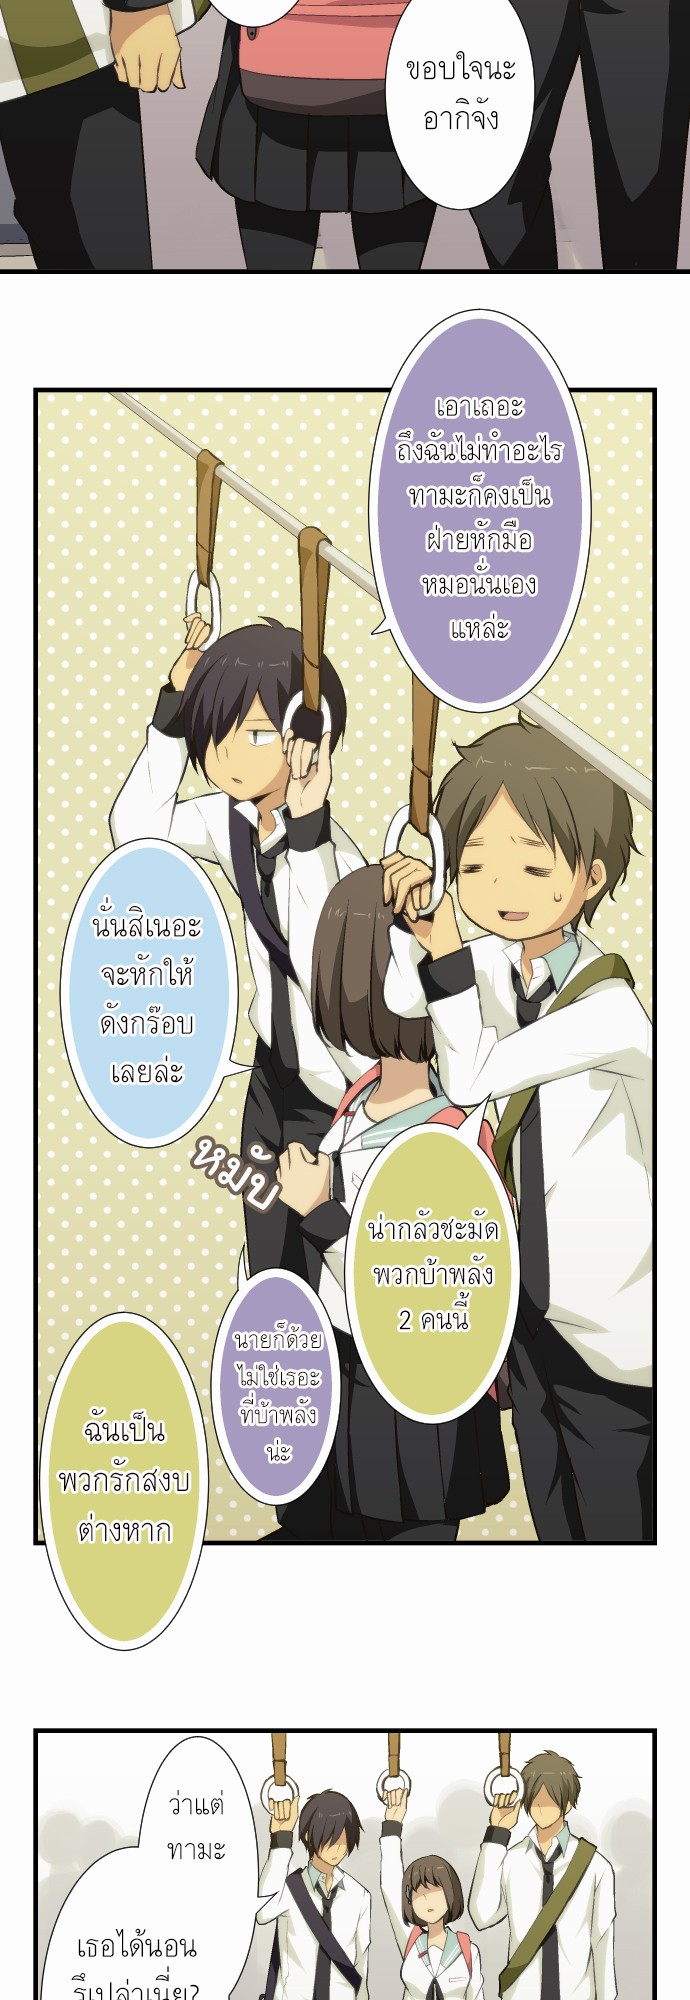 ขอบใจนะ
อากิจัง
เอาเถอะ
ถึงฉันไม่ทำอะไร
ทามะก็คงเป็น
ฝ่ายหักมือ
หมอนั่นเอง
แหล่ะ
นั่นสิเนอะ
จะหักให้
ดังกร๊อบ
เลยล่ะ
หมับ
น่ากลัวชะมัด
พวกบ้าพลัง
2 คนนี้
นายก็ด้วย
ไม่ใช่เรอะ
ที่บ้าพลัง
น่ะ
ฉันเป็น
พวกรักสงบ
ต่างหาก
ว่าแต่
ทามะ
เธอได้นอน
รึเปล่าเนี่ย?